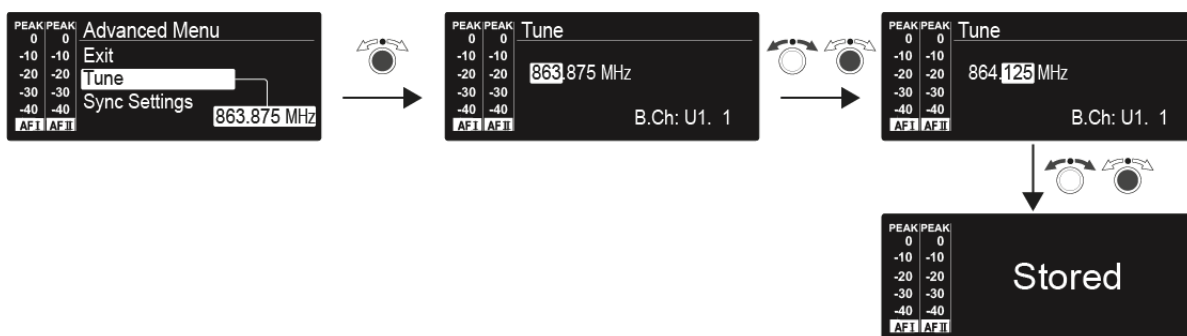 PEAK PEAK
0 0
-10 -10
-20 -20
-30 -30
-40 -40
AF I AF II
Advanced Menu
Exit
Tune
Sync Settings
863.875 MHz
PEAK PEAK
0 0
-10 -10
-20 -20
-30 -30
-40 -40
AF I AF II
Tune
863.875 MHz
B.Ch: U1. 1
PEAK PEAK
0 0
-10 -10
-20 -20
-30 -30
-40 -40
AF I AF II
Tune
864.125 MHz
B.Ch: U1. 1
PEAK PEAK
0 0
-10 -10
-20 -20
-30 -30
-40 -40
AF I AF II
Stored